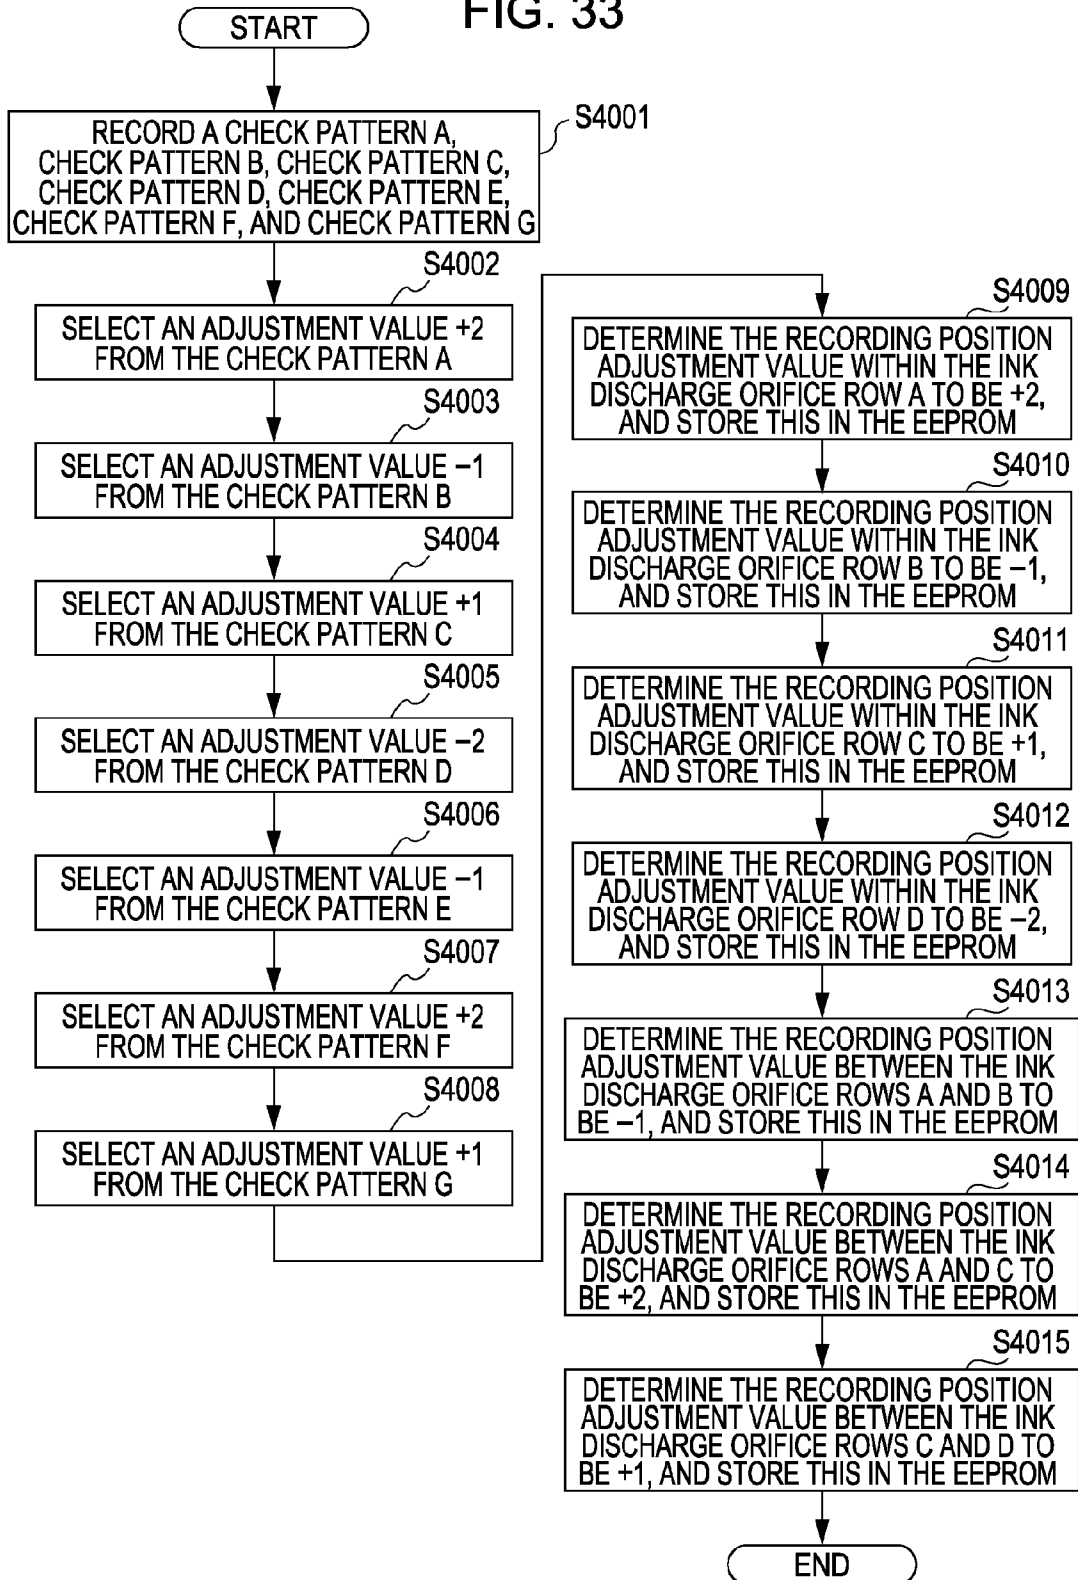 FIG. 33
START
S4001
RECORD A CHECK PATTERN A,
CHECK PATTERN B, CHECK PATTERN C,
CHECK PATTERN D, CHECK PATTERN E,
CHECK PATTERN F, AND CHECK PATTERN G
S4002
SELECT AN ADJUSTMENT VALUE +2
FROM THE CHECK PATTERN A
S4003
SELECT AN ADJUSTMENT VALUE –1
FROM THE CHECK PATTERN B
S4004
SELECT AN ADJUSTMENT VALUE +1
FROM THE CHECK PATTERN C
S4005
SELECT AN ADJUSTMENT VALUE –2
FROM THE CHECK PATTERN D
S4006
SELECT AN ADJUSTMENT VALUE –1
FROM THE CHECK PATTERN E
S4007
SELECT AN ADJUSTMENT VALUE +2
FROM THE CHECK PATTERN F
S4008
SELECT AN ADJUSTMENT VALUE +1
FROM THE CHECK PATTERN G
S4009
DETERMINE THE RECORDING POSITION
ADJUSTMENT VALUE WITHIN THE INK
DISCHARGE ORIFICE ROW A TO BE +2,
AND STORE THIS IN THE EEPROM
S4010
DETERMINE THE RECORDING POSITION
ADJUSTMENT VALUE WITHIN THE INK
DISCHARGE ORIFICE ROW B TO BE –1,
AND STORE THIS IN THE EEPROM
S4011
DETERMINE THE RECORDING POSITION
ADJUSTMENT VALUE WITHIN THE INK
DISCHARGE ORIFICE ROW C TO BE +1,
AND STORE THIS IN THE EEPROM
S4012
DETERMINE THE RECORDING POSITION
ADJUSTMENT VALUE WITHIN THE INK
DISCHARGE ORIFICE ROW D TO BE –2,
AND STORE THIS IN THE EEPROM
S4013
DETERMINE THE RECORDING POSITION
ADJUSTMENT VALUE BETWEEN THE INK
DISCHARGE ORIFICE ROWS A AND B TO
BE –1, AND STORE THIS IN THE EEPROM
S4014
DETERMINE THE RECORDING POSITION
ADJUSTMENT VALUE BETWEEN THE INK
DISCHARGE ORIFICE ROWS A AND C TO
BE +2, AND STORE THIS IN THE EEPROM
S4015
DETERMINE THE RECORDING POSITION
ADJUSTMENT VALUE BETWEEN THE INK
DISCHARGE ORIFICE ROWS C AND D TO
BE +1, AND STORE THIS IN THE EEPROM
END